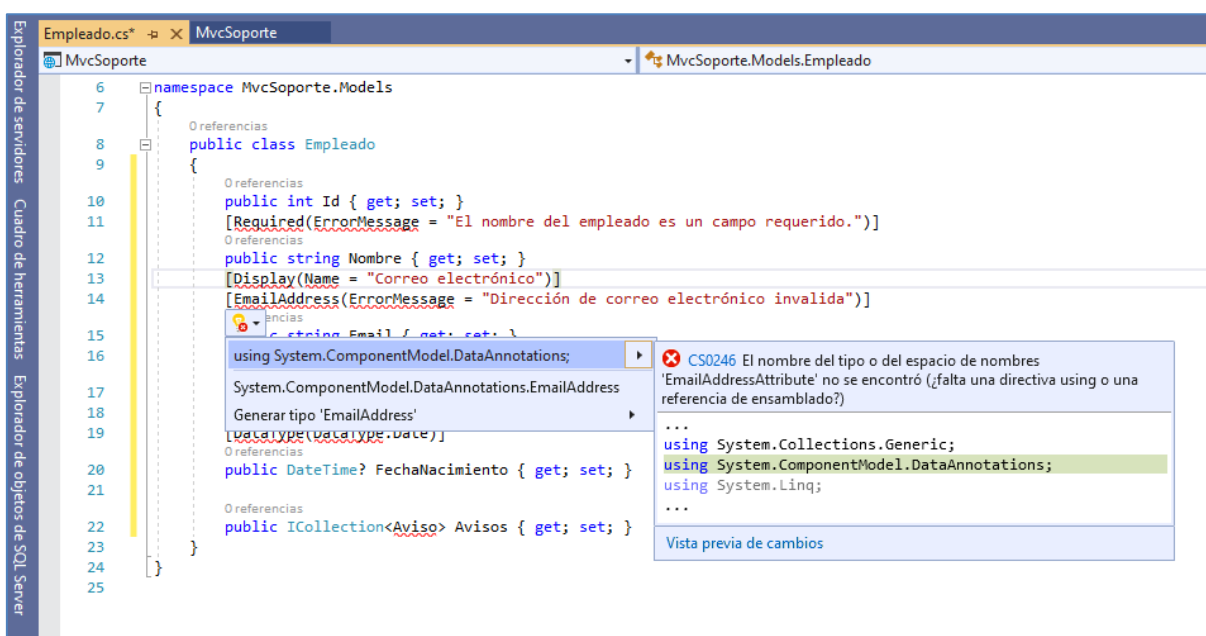 Explorador de servidores
Cuadro de herramientas
Explorador de objetos de SQL Server
Empleado.cs*
MvcSoporte
MvcSoporte
MvcSoporte.Models.Empleado
6 namespace MvcSoporte.Models
7 {
0 referencias
8 public class Empleado
9 {
0 referencias
10 public int Id { get; set; }
11 [Required(ErrorMessage = "El nombre del empleado es un campo requerido.")]
0 referencias
12 public string Nombre { get; set; }
13 [Display(Name = "Correo electrónico")]
14 [EmailAddress(ErrorMessage = "Dirección de correo electrónico invalida")]
15 string Email { get; set; }
16
using System.ComponentModel.DataAnnotations;
System.ComponentModel.DataAnnotations.EmailAddress
Generar tipo 'EmailAddress'
CS0246 El nombre del tipo o del espacio de nombres
'EmailAddressAttribute' no se encontró (¿falta una directiva using o una
referencia de ensamblado?)
...
using System.Collections.Generic;
using System.ComponentModel.DataAnnotations;
using System.Linq;
...
Vista previa de cambios
17
18
19 [DataType(DataType.Date)]
0 referencias
20 public DateTime? FechaNacimiento { get; set; }
21
0 referencias
22 public ICollection<Aviso> Avisos { get; set; }
23 }
24 }
25